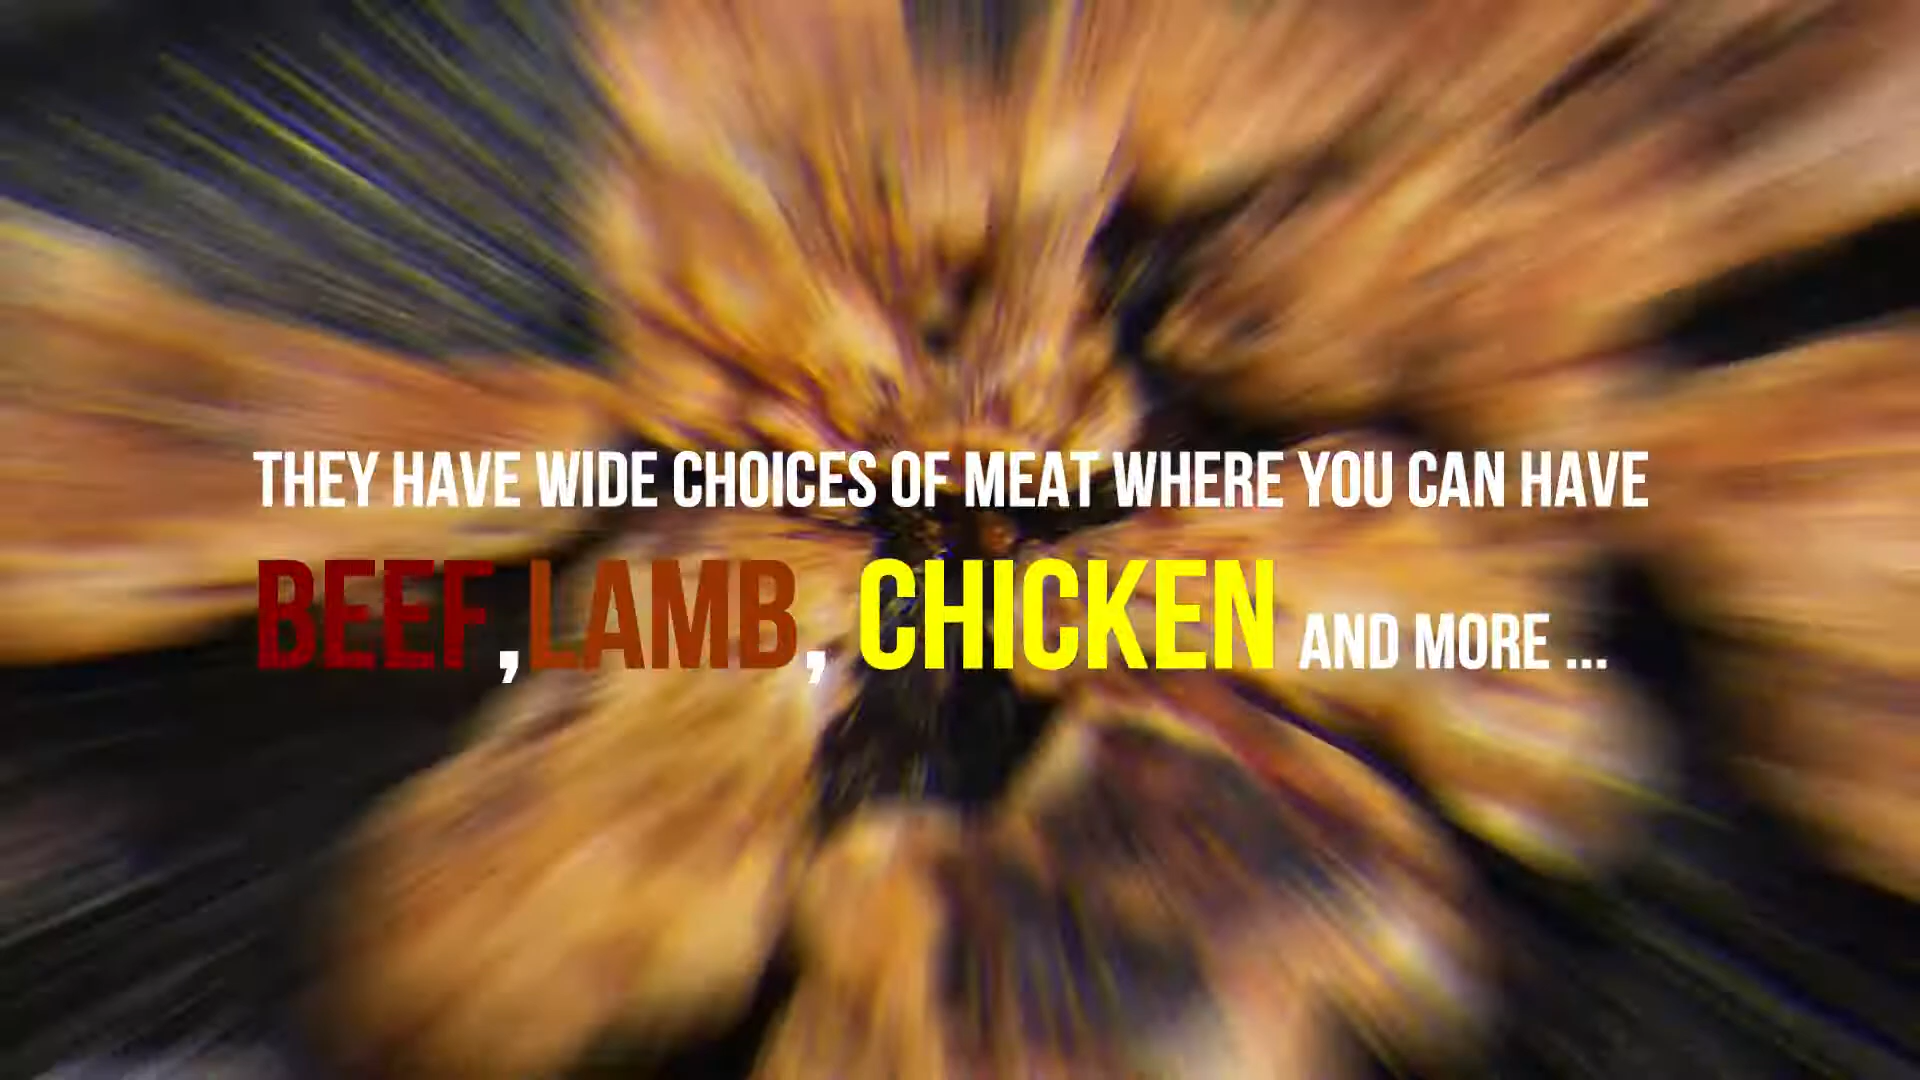 THEY HAVE WIDE CHOICES OF MEAT WHERE YOU CAN HAVE
BEEF,LAMB, CHICKEN AND MORE ...